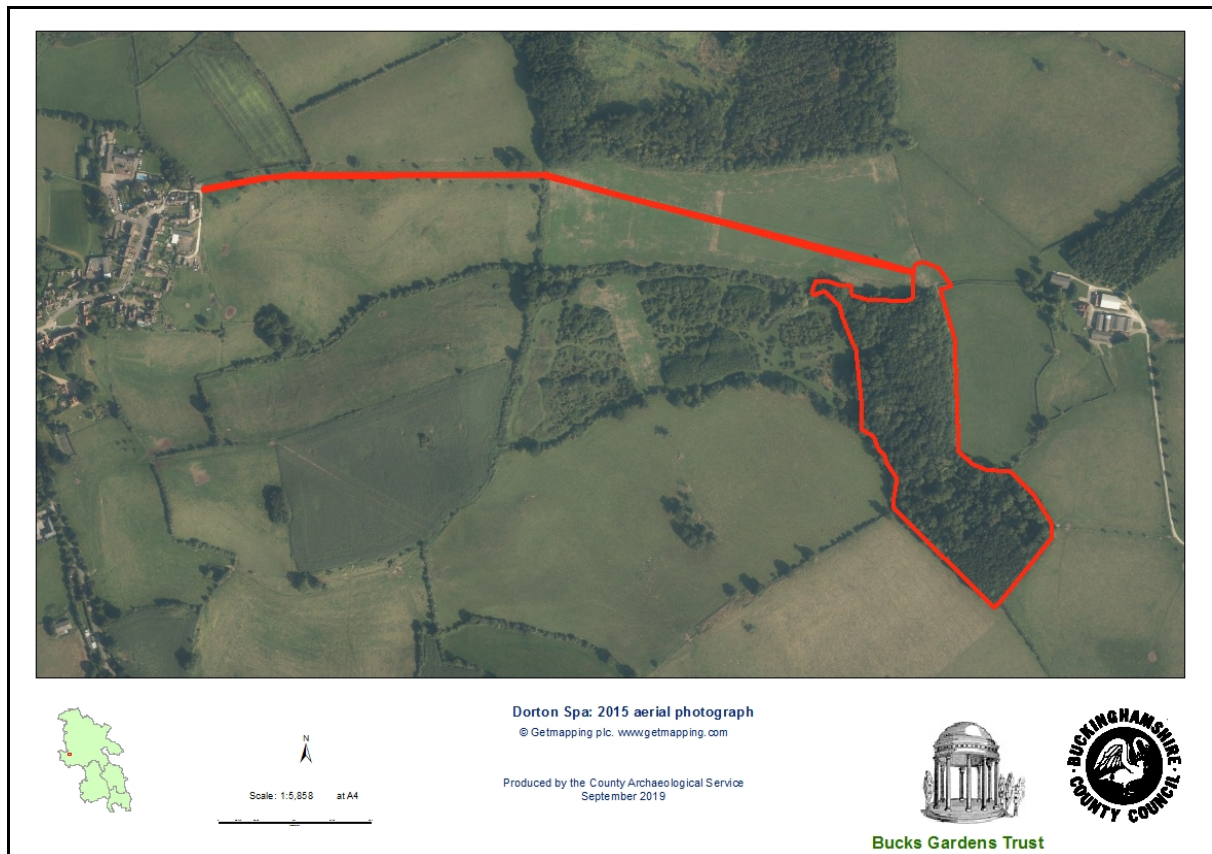 Dorton Spa: 2015 aerial photograph
© Getmapping plc. www.getmapping.com
N
Scale: 1:5,858 at A4
Produced by the County Archaeological Service
September 2019
Bucks Gardens Trust
BUCKINGHAMSHIRE
COUNTY COUNCIL